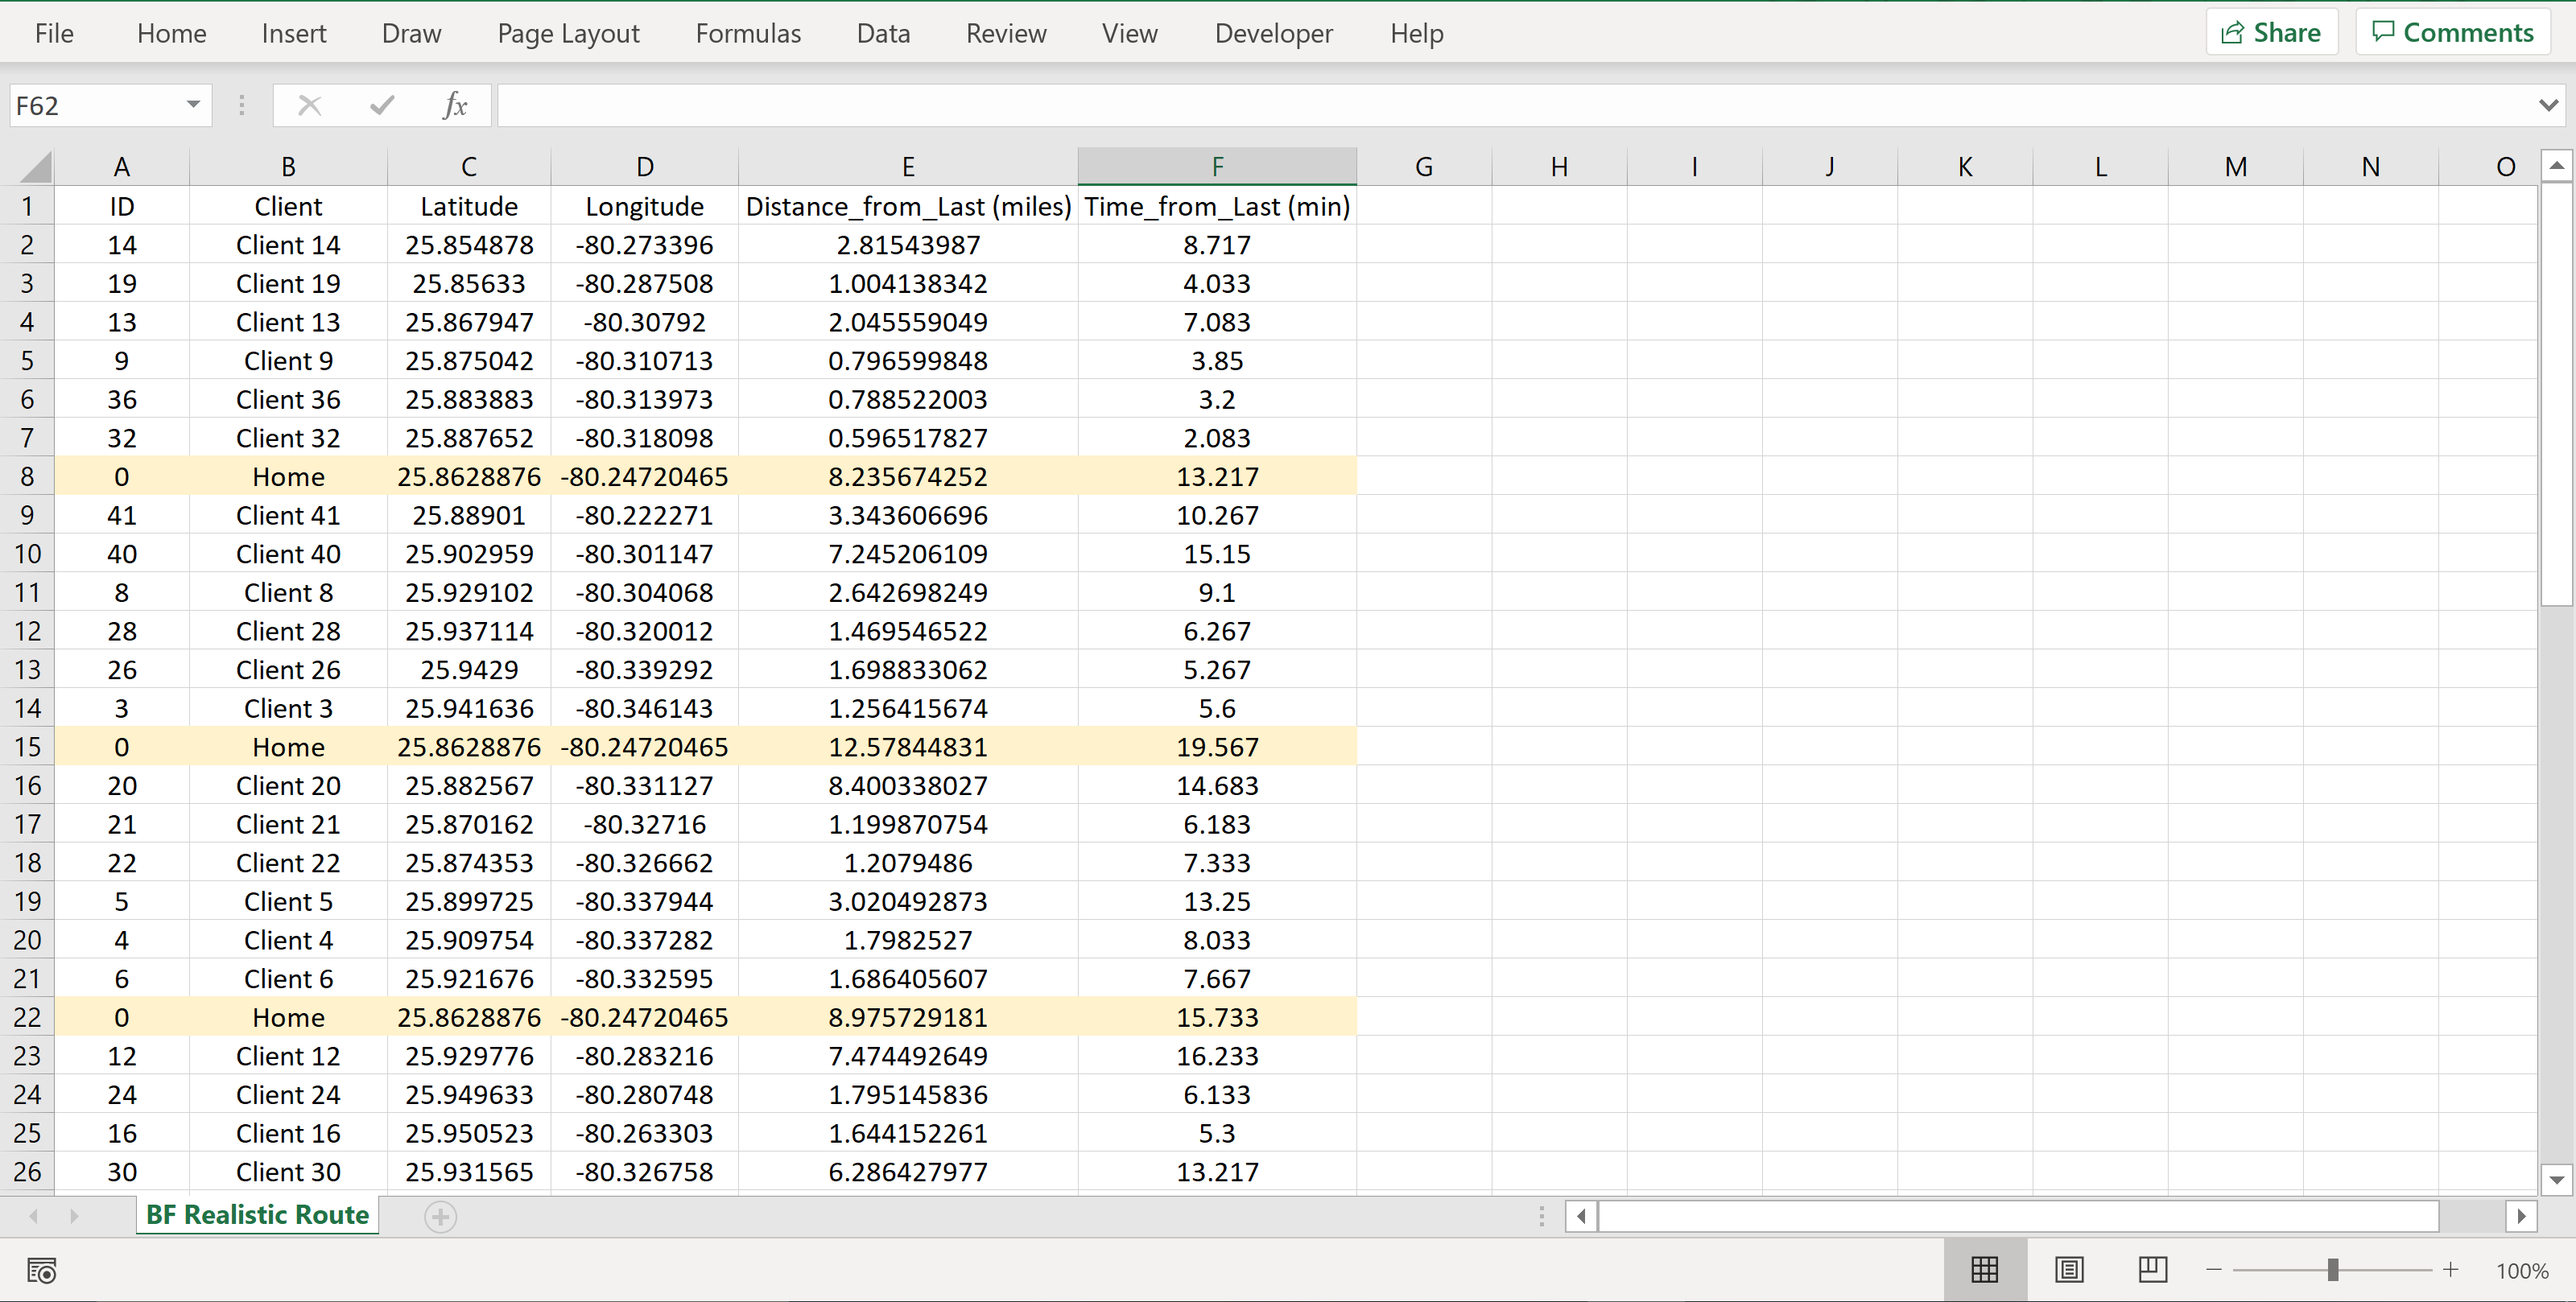 File Home Insert Draw Page Layout Formulas Data Review View Developer Help Share Comments
F62 fx
A B C D E F G H I J K L M N O
1 ID Client Latitude Longitude Distance_from_Last (miles) Time_from_Last (min)
2 14 Client 14 25.854878 -80.273396 2.81543987 8.717
3 19 Client 19 25.85633 -80.287508 1.004138342 4.033
4 13 Client 13 25.867947 -80.30792 2.045559049 7.083
5 9 Client 9 25.875042 -80.310713 0.796599848 3.85
6 36 Client 36 25.883883 -80.313973 0.788522003 3.2
7 32 Client 32 25.887652 -80.318098 0.596517827 2.083
8 0 Home 25.8628876 -80.24720465 8.235674252 13.217
9 41 Client 41 25.88901 -80.222271 3.343606696 10.267
10 40 Client 40 25.902959 -80.301147 7.245206109 15.15
11 8 Client 8 25.929102 -80.304068 2.642698249 9.1
12 28 Client 28 25.937114 -80.320012 1.469546522 6.267
13 26 Client 26 25.9429 -80.339292 1.698833062 5.267
14 3 Client 3 25.941636 -80.346143 1.256415674 5.6
15 0 Home 25.8628876 -80.24720465 12.57844831 19.567
16 20 Client 20 25.882567 -80.331127 8.400338027 14.683
17 21 Client 21 25.870162 -80.32716 1.199870754 6.183
18 22 Client 22 25.874353 -80.326662 1.2079486 7.333
19 5 Client 5 25.899725 -80.337944 3.020492873 13.25
20 4 Client 4 25.909754 -80.337282 1.7982527 8.033
21 6 Client 6 25.921676 -80.332595 1.686405607 7.667
22 0 Home 25.8628876 -80.24720465 8.975729181 15.733
23 12 Client 12 25.929776 -80.283216 7.474492649 16.233
24 24 Client 24 25.949633 -80.280748 1.795145836 6.133
25 16 Client 16 25.950523 -80.263303 1.644152261 5.3
26 30 Client 30 25.931565 -80.326758 6.286427977 13.217
BF Realistic Route
100%